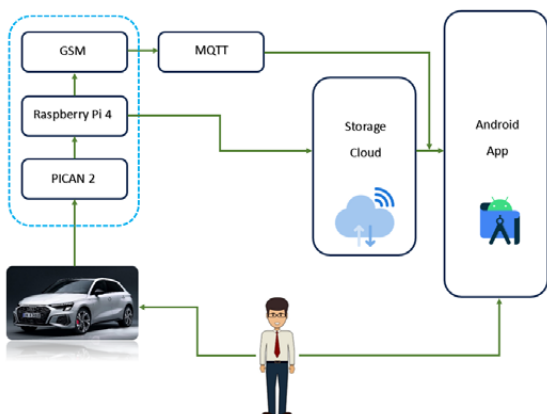 GSM
MQTT
Raspberry Pi 4
PICAN 2
Storage
Cloud
Android
App